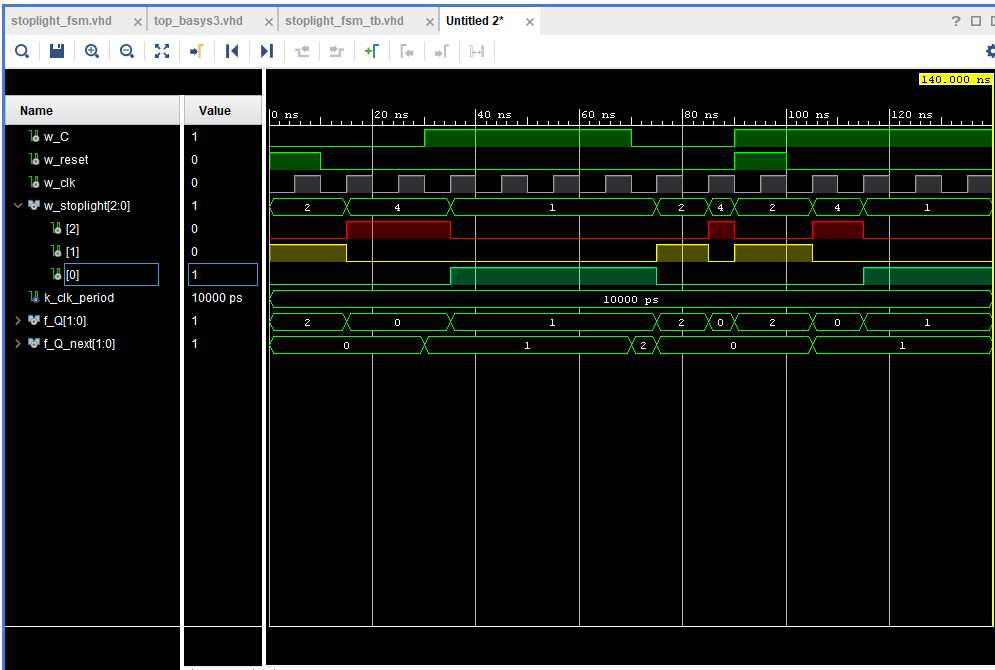 stoplight_fsm.vhd × top_basys3.vhd × stoplight_fsm_tb.vhd × Untitled 2* × ?
140.000 ns
Name Value
0 ns 20 ns 40 ns 60 ns 80 ns 100 ns 120 ns
w_C 1
w_reset 0
w_clk 0
w_stoplight[2:0] 1 2 4 1 2 4 2 4 1
[2] 0
[1] 0
[0] 1
k_clk_period 10000 ps 10000 ps
f_Q[1:0] 1 2 0 1 2 0 2 0 1
f_Q_next[1:0] 1 0 1 2 0 1